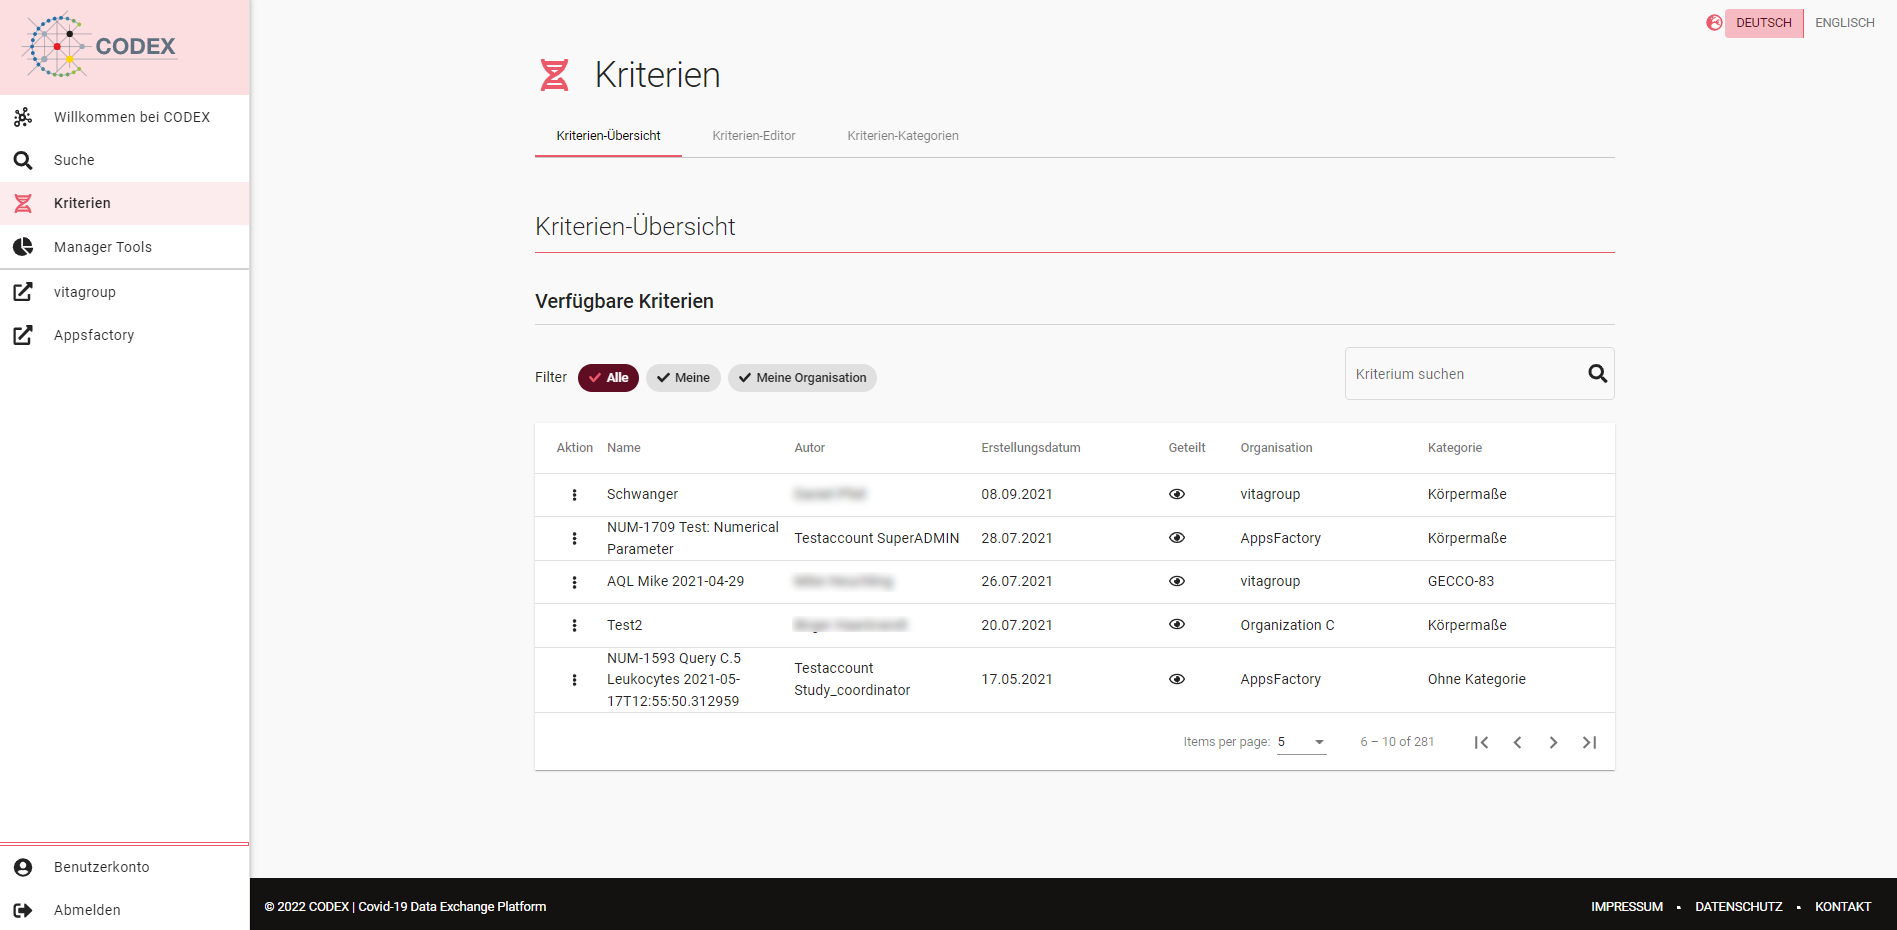 CODEX
DEUTSCH
ENGLISCH
Willkommen bei CODEX
Suche
Kriterien
Manager Tools
vitagroup
Appsfactory
Benutzerkonto
Abmelden
Kriterien
Kriterien-Übersicht
Kriterien-Editor
Kriterien-Kategorien
Kriterien-Übersicht
Verfügbare Kriterien
Filter
Alle
Meine
Meine Organisation
Kriterium suchen
Aktion Name Autor Erstellungsdatum Geteilt Organisation Kategorie
Schwanger 08.09.2021 vitagroup Körpermaße
NUM-1709 Test: Numerical
Parameter
Testaccount SuperADMIN 28.07.2021 AppsFactory Körpermaße
AQL Mike 2021-04-29 26.07.2021 vitagroup GECCO-83
Test2 20.07.2021 Organization C Körpermaße
NUM-1593 Query C.5
Leukocytes 2021-05-
17T12:55:50.312959
Testaccount
Study_coordinator
17.05.2021 AppsFactory Ohne Kategorie
Items per page: 5 6 – 10 of 281
© 2022 CODEX | Covid-19 Data Exchange Platform
IMPRESSUM • DATENSCHUTZ • KONTAKT